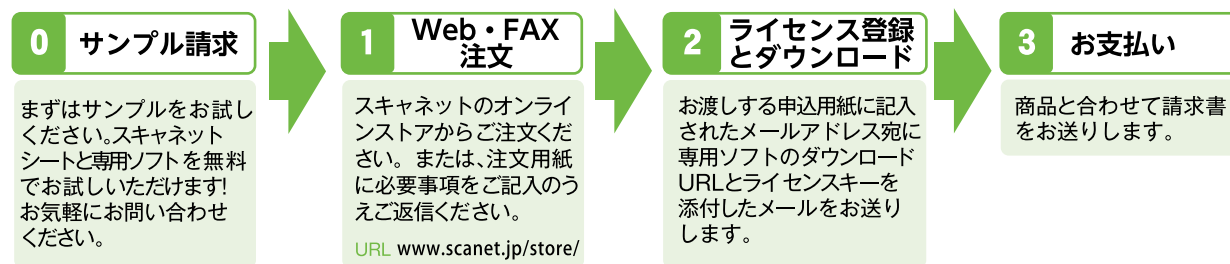 0 サンプル請求
まずはサンプルをお試し
ください。スキャネット
シートと専用ソフトを無料
でお試しいただけます!
お気軽にお問い合わせ
ください。
1 Web・FAX
注文
スキャネットのオンライ
ンストアからご注文くだ
さい。または、注文用紙
に必要事項をご記入のう
えご返信ください。
URL www.scanet.jp/store/
2 ライセンス登録
とダウンロード
お渡しする申込用紙に記入
されたメールアドレス宛に
専用ソフトのダウンロード
URLとライセンスキーを
添付したメールをお送り
します。
3 お支払い
商品と合わせて請求書
をお送りします。